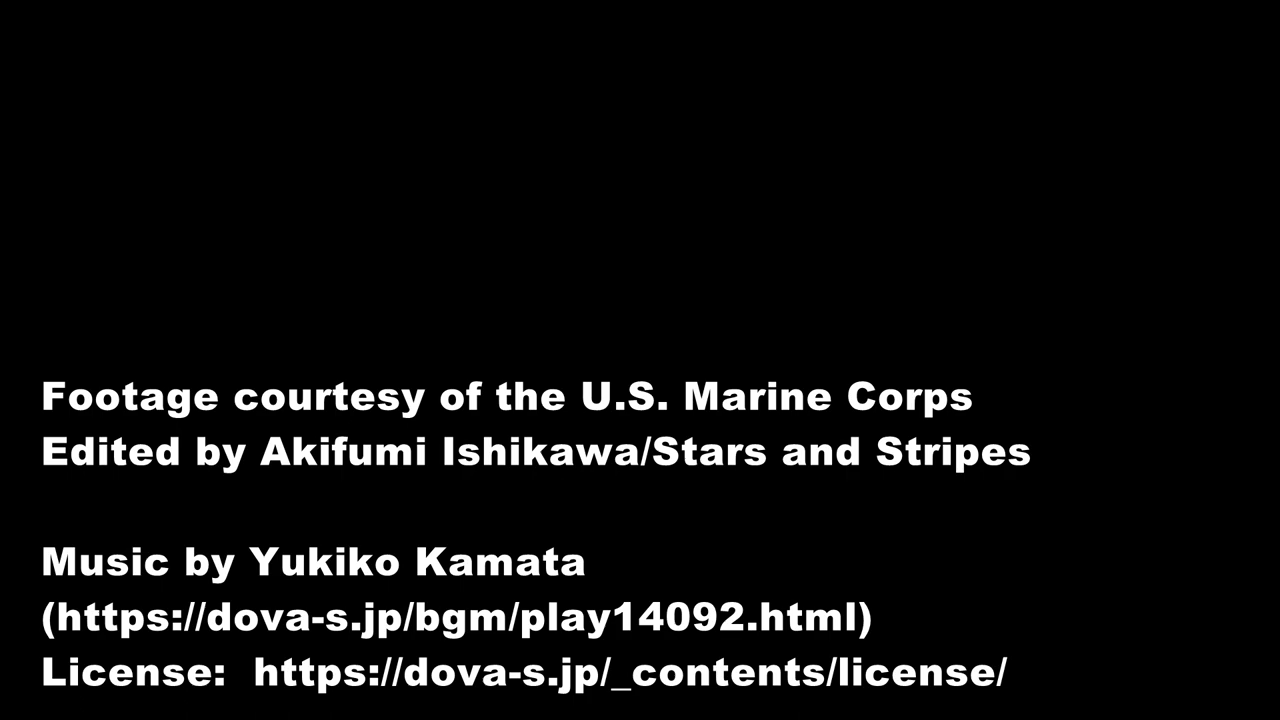 Footage courtesy of the U.S. Marine Corps
Edited by Akifumi Ishikawa/Stars and Stripes
Music by Yukiko Kamata
(https://dova-s.jp/bgm/play14092.html)
License:  https://dova-s.jp/_contents/license/